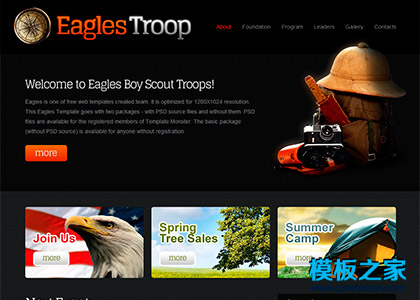 Eagles Troop
About Foundation Program Leaders Gallery Contacts
Welcome to Eagles Boy Scout Troops!
Eagles is one of free web templates created team. It is optimized for 1200X1024 resolution.
This Eagles Template goes with two packages - with PSD source files and without them. PSD
files are available for the registered members of Template Monster. The basic package
(without PSD source) is available for anyone without registration
more
Join Us
more
Spring
Tree Sales
more
Summer
Camp
more
模板之家